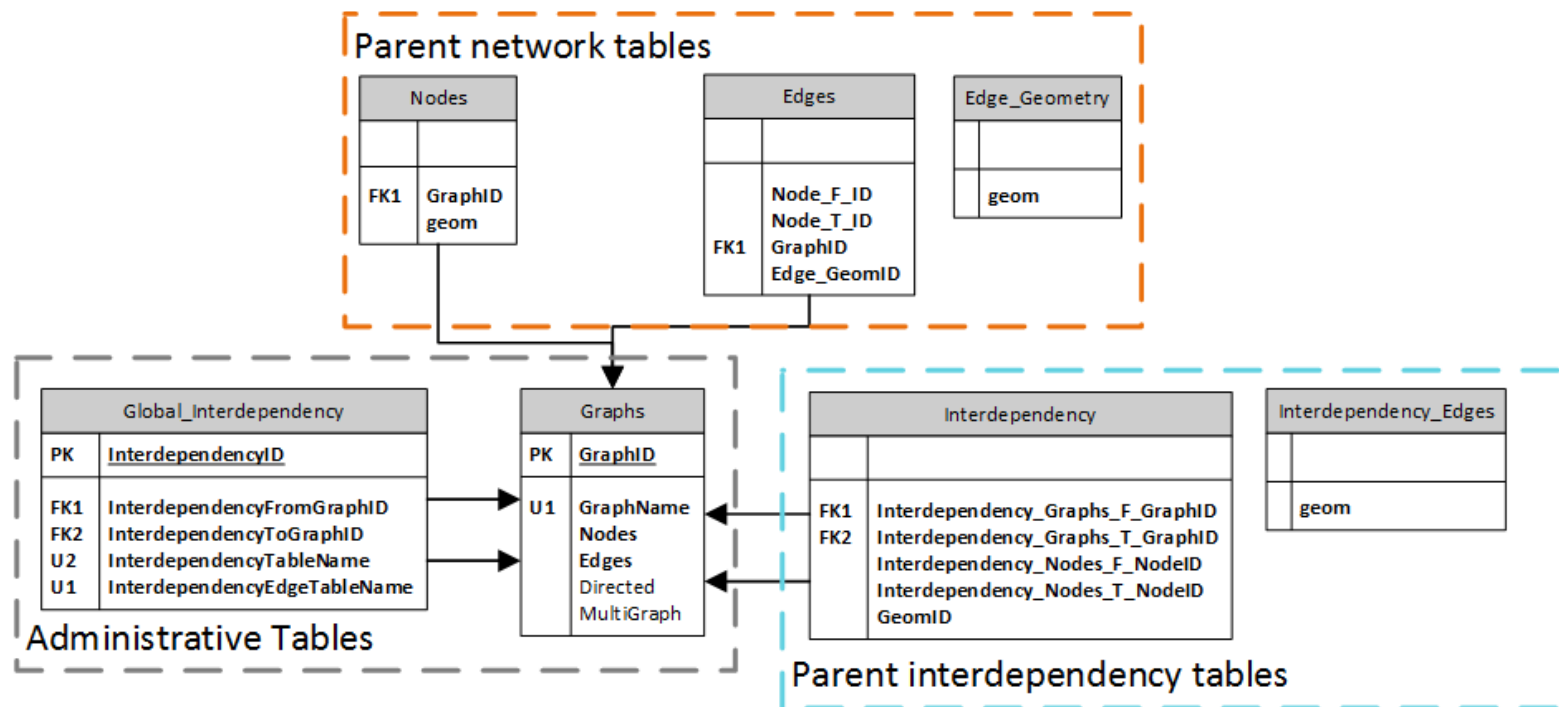 Parent network tables
Nodes
FK1 GraphID
geom
Edges
Node_F_ID
Node_T_ID
FK1 GraphID
Edge_GeomID
Edge_Geometry
geom
Global_Interdependency
PK InterdependencyID
FK1 InterdependencyFromGraphID
FK2 InterdependencyToGraphID
U2 InterdependencyTableName
U1 InterdependencyEdgeTableName
Graphs
PK GraphID
U1 GraphName
Nodes
Edges
Directed
MultiGraph
Administrative Tables
Interdependency
FK1 Interdependency_Graphs_F_GraphID
FK2 Interdependency_Graphs_T_GraphID
Interdependency_Nodes_F_NodeID
Interdependency_Nodes_T_NodeID
GeomID
Interdependency_Edges
geom
Parent interdependency tables